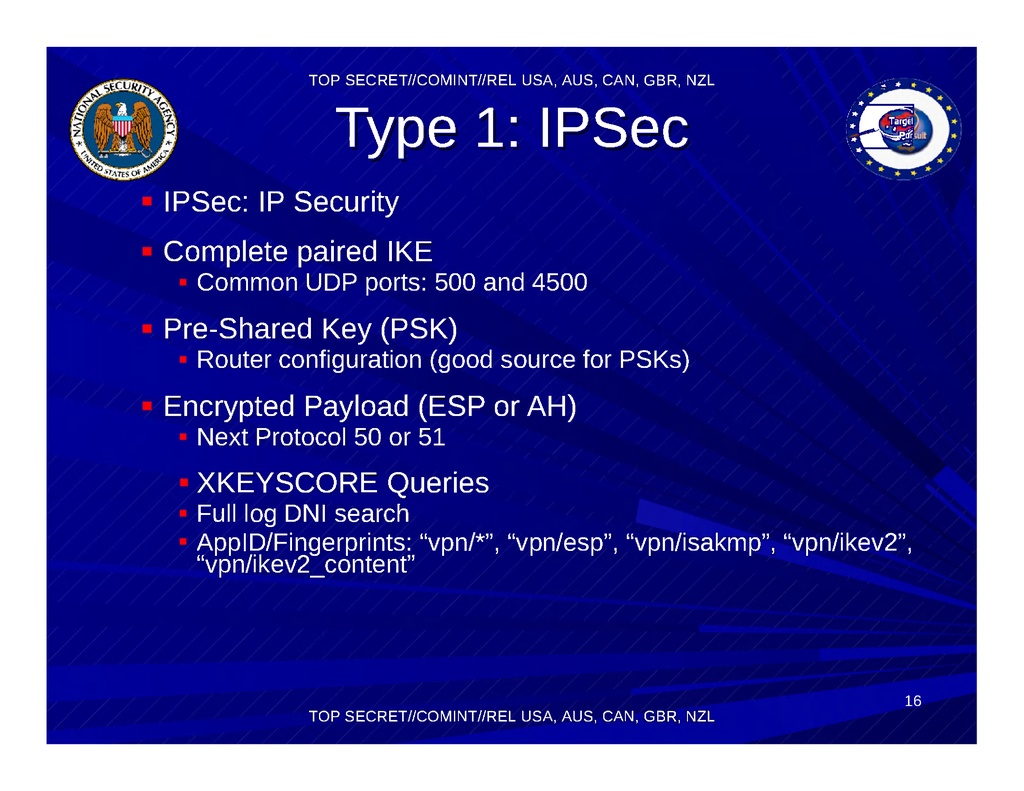 TOP SECRET//COMINT//REL USA, AUS, CAN, GBR, NZL
Type 1: IPSec
NATIONAL SECURITY AGENCY
UNITED STATES OF AMERICA
Target
Pursuit
IPSec: IP Security
Complete paired IKE
Common UDP ports: 500 and 4500
Pre-Shared Key (PSK)
Router configuration (good source for PSKs)
Encrypted Payload (ESP or AH)
Next Protocol 50 or 51
XKEYSCORE Queries
Full log DNI search
AppID/Fingerprints: “vpn/*”, “vpn/esp”, “vpn/isakmp”, “vpn/ikev2”,
“vpn/ikev2_content”
16
TOP SECRET//COMINT//REL USA, AUS, CAN, GBR, NZL